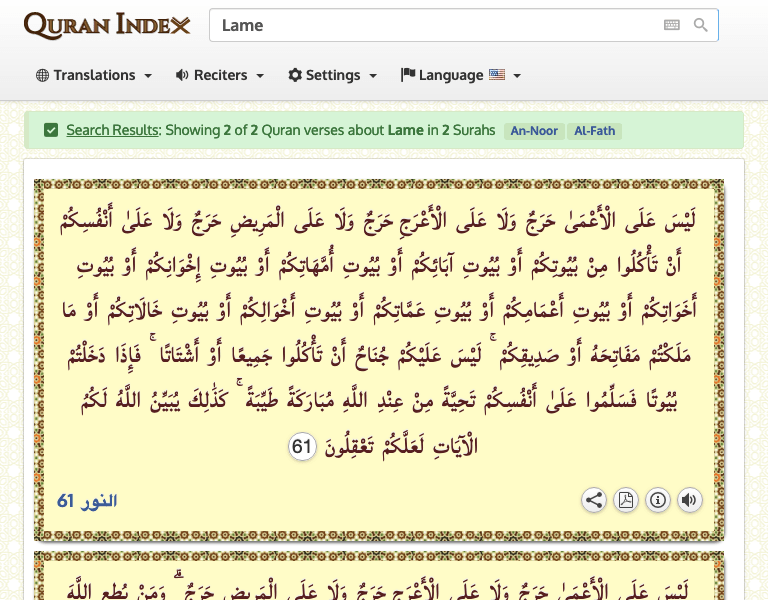 QURAN INDEX
Lame
Translations Reciters Settings Language
Search Results: Showing 2 of 2 Quran verses about Lame in 2 Surahs An-Noor Al-Fath
لَيْسَ عَلَى الْأَعْمَىٰ حَرَجٌ وَلَا عَلَى الْأَعْرَجِ حَرَجٌ وَلَا عَلَى الْمَرِيضِ حَرَجٌ وَلَا عَلَىٰ أَنْفُسِكُمْ
أَنْ تَأْكُلُوا مِنْ بُيُوتِكُمْ أَوْ بُيُوتِ آبَائِكُمْ أَوْ بُيُوتِ أُمَّهَاتِكُمْ أَوْ بُيُوتِ إِخْوَانِكُمْ أَوْ بُيُوتِ
أَخَوَاتِكُمْ أَوْ بُيُوتِ أَعْمَامِكُمْ أَوْ بُيُوتِ عَمَّاتِكُمْ أَوْ بُيُوتِ أَخْوَالِكُمْ أَوْ بُيُوتِ خَالَاتِكُمْ أَوْ مَا
مَلَكْتُمْ مَفَاتِحَهُ أَوْ صَدِيقِكُمْ ۚ لَيْسَ عَلَيْكُمْ جُنَاحٌ أَنْ تَأْكُلُوا جَمِيعًا أَوْ أَشْتَاتًا ۚ فَإِذَا دَخَلْتُمْ
بُيُوتًا فَسَلِّمُوا عَلَىٰ أَنْفُسِكُمْ تَحِيَّةً مِنْ عِنْدِ اللَّهِ مُبَارَكَةً طَيِّبَةً ۚ كَذَٰلِكَ يُبَيِّنُ اللَّهُ لَكُمُ
الْآيَاتِ لَعَلَّكُمْ تَعْقِلُونَ 61
النور 61
لَيْسَ عَلَى الْأَعْمَىٰ حَرَجٌ وَلَا عَلَى الْأَعْرَجِ حَرَجٌ وَلَا عَلَى الْمَرِيضِ حَرَجٌ ۗ وَمَنْ يُطِعِ اللَّهَ